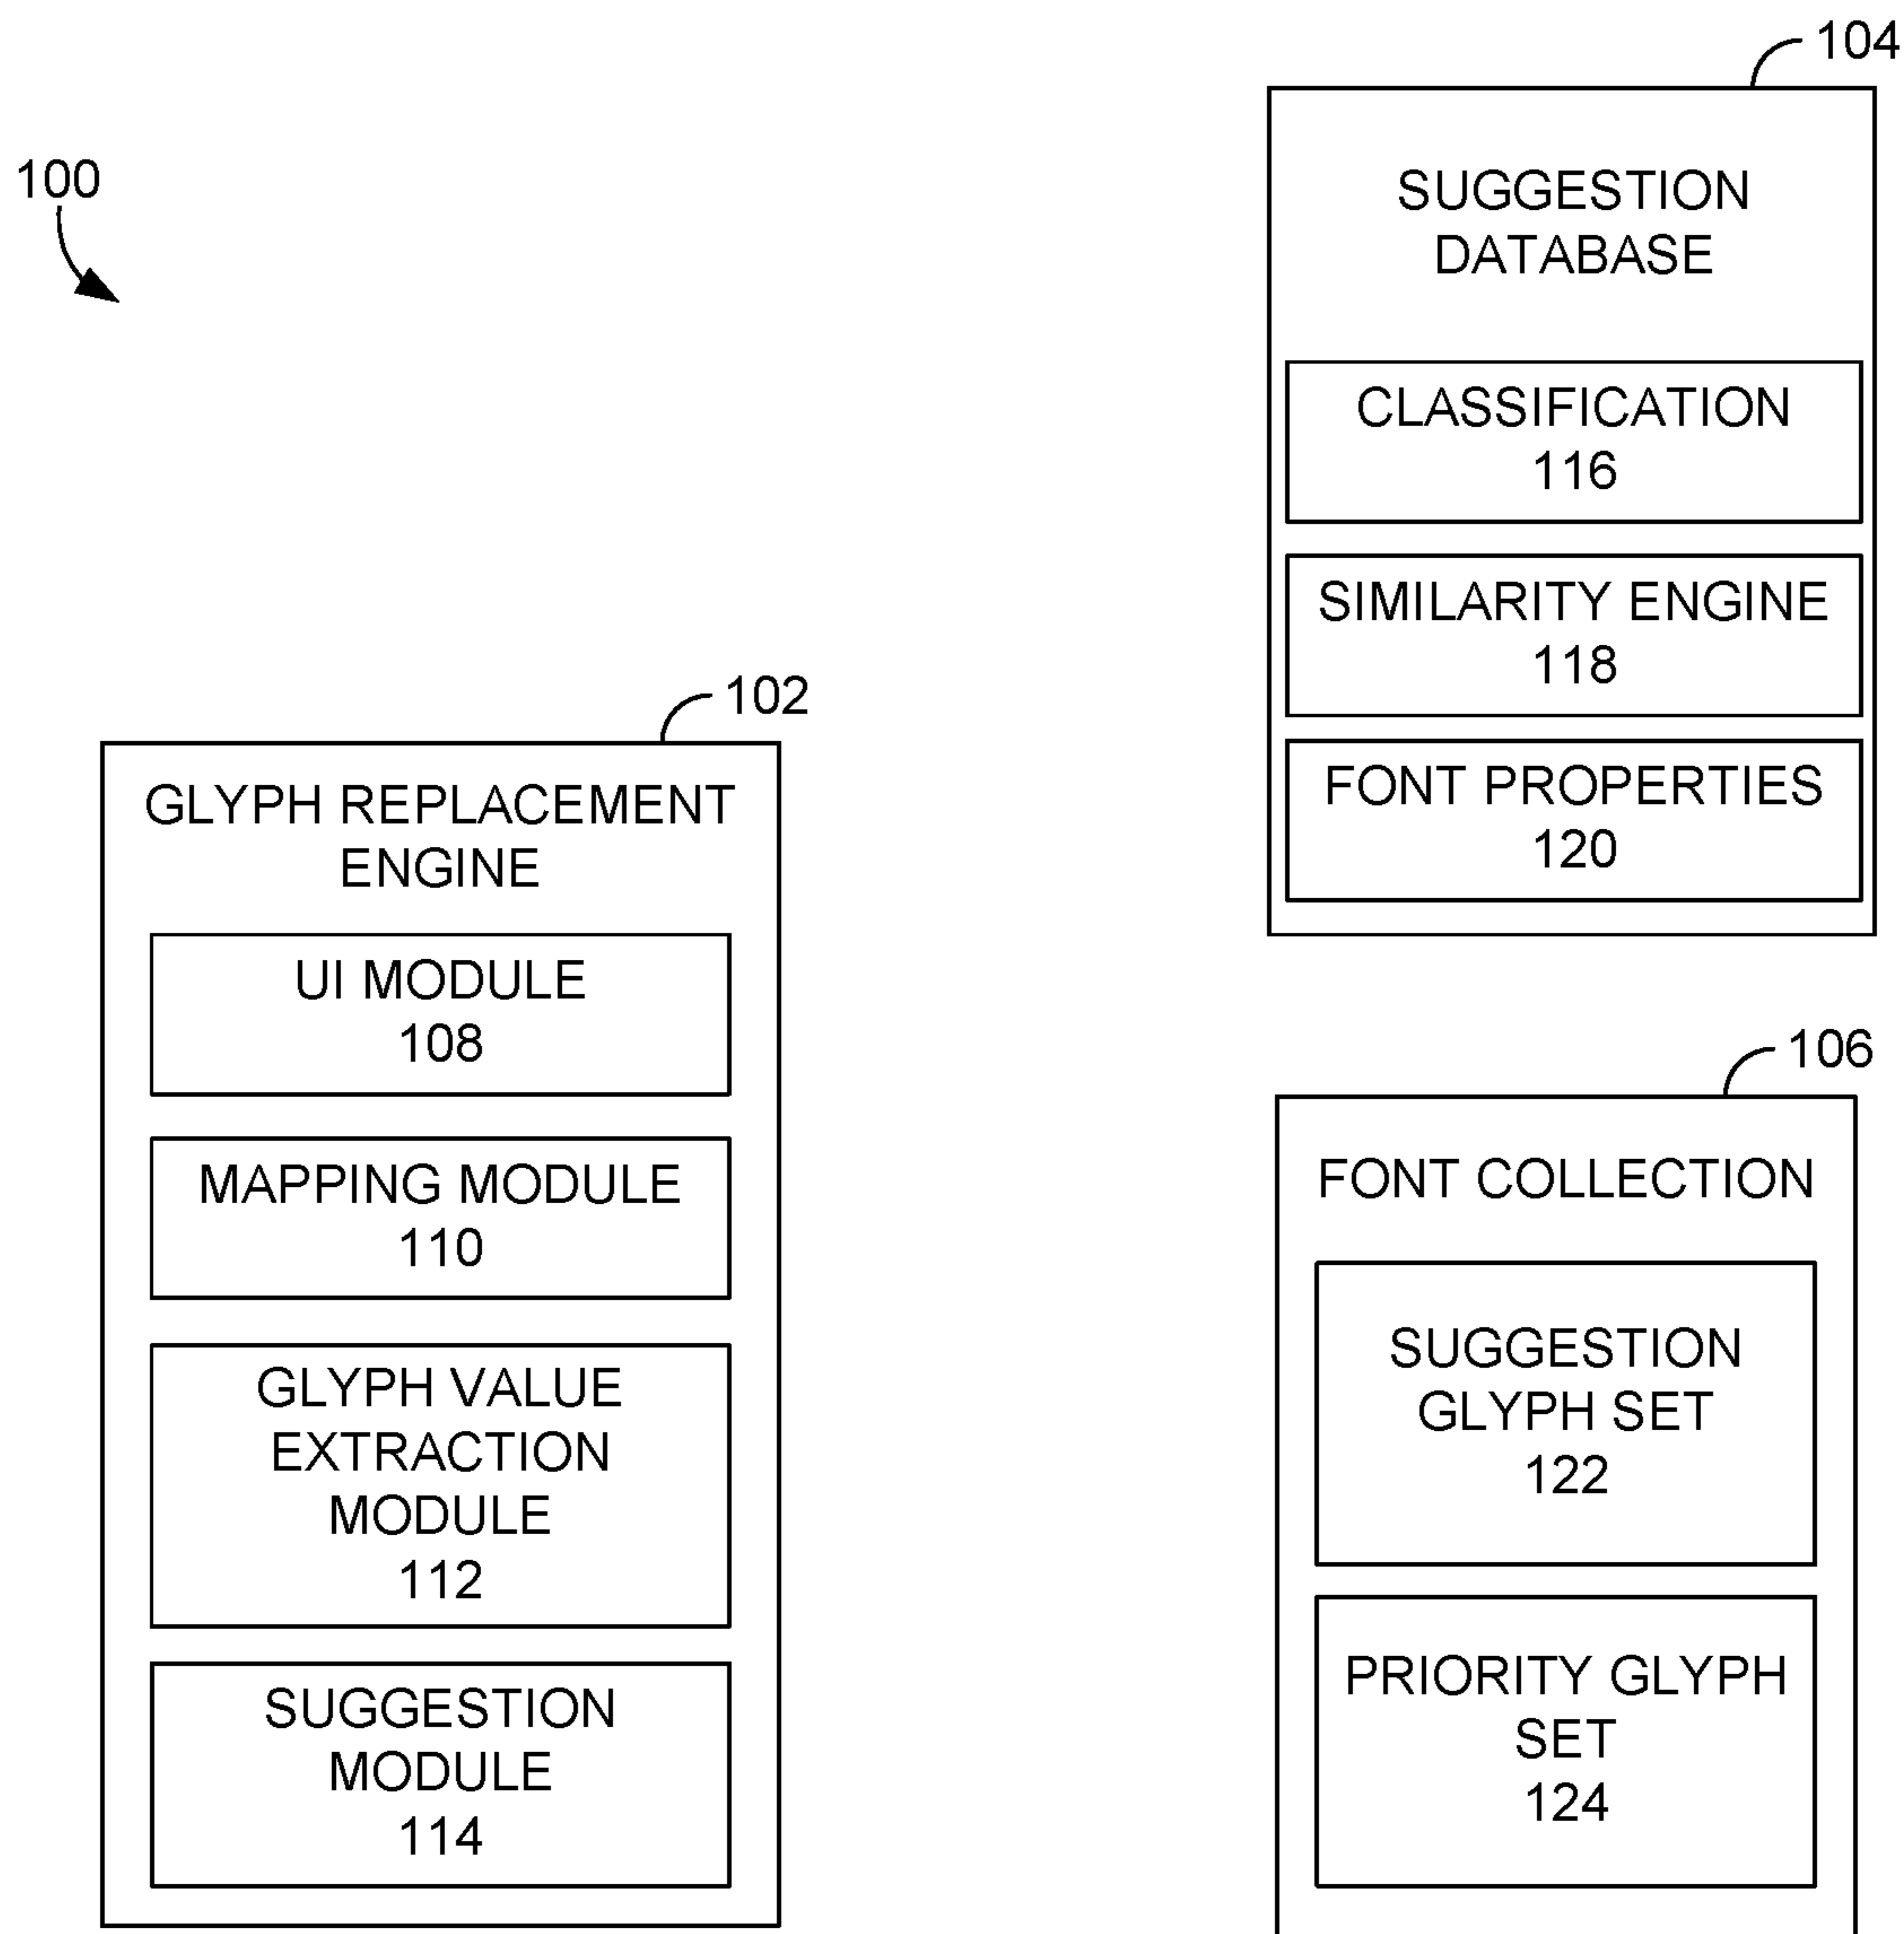 100
102
GLYPH REPLACEMENT
ENGINE
UI MODULE
108
MAPPING MODULE
110
GLYPH VALUE
EXTRACTION
MODULE
112
SUGGESTION
MODULE
114
104
SUGGESTION
DATABASE
CLASSIFICATION
116
SIMILARITY ENGINE
118
FONT PROPERTIES
120
106
FONT COLLECTION
SUGGESTION
GLYPH SET
122
PRIORITY GLYPH
SET
124